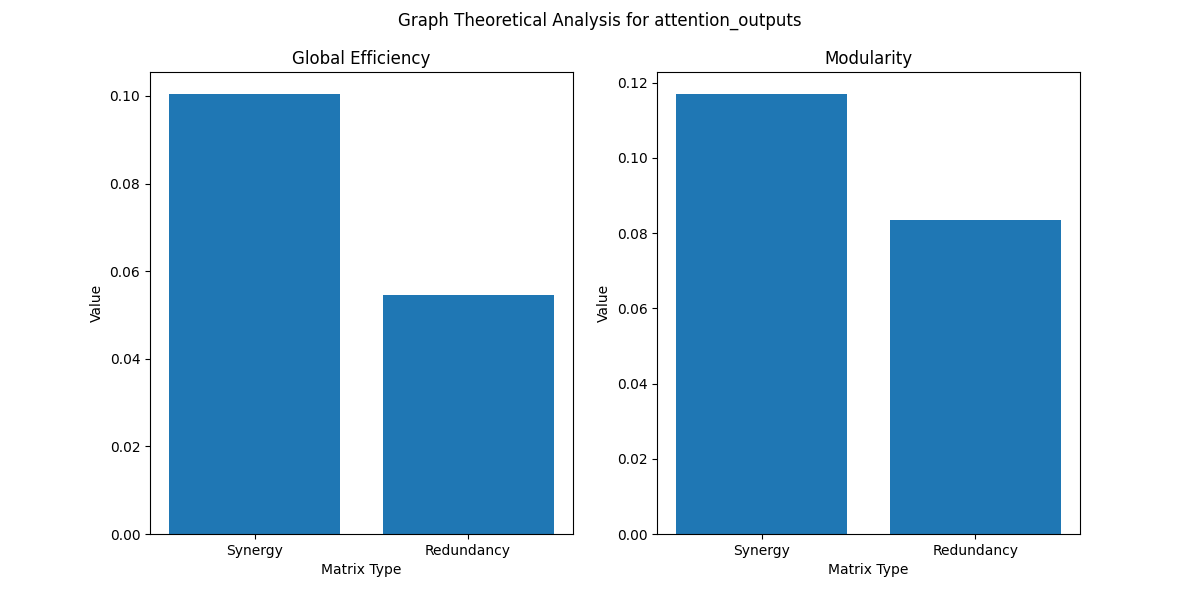 Graph Theoretical Analysis for attention_outputs
Global Efficiency
0.10
0.08
0.06
0.04
0.02
0.00
Value
Synergy Redundancy
Matrix Type
Modularity
0.12
0.10
0.08
0.06
0.04
0.02
0.00
Value
Synergy Redundancy
Matrix Type